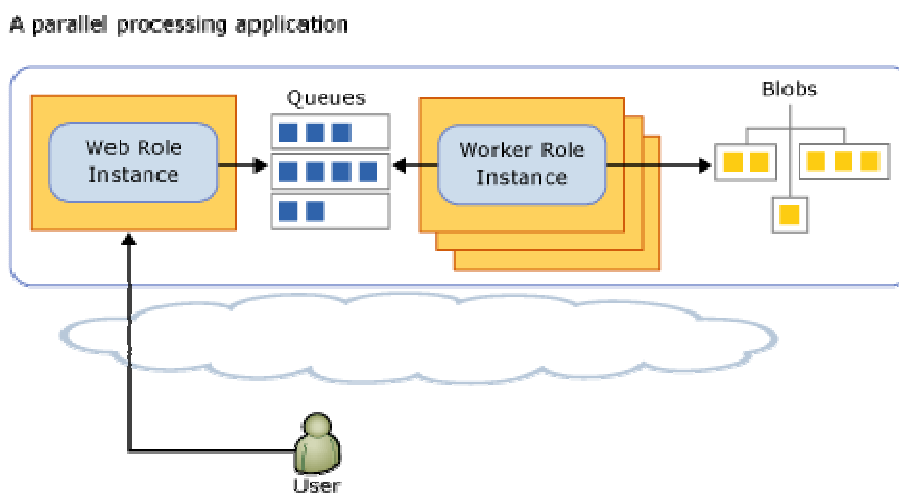 A parallel processing application
Queues
Blobs
Web Role
Instance
Worker Role
Instance
User